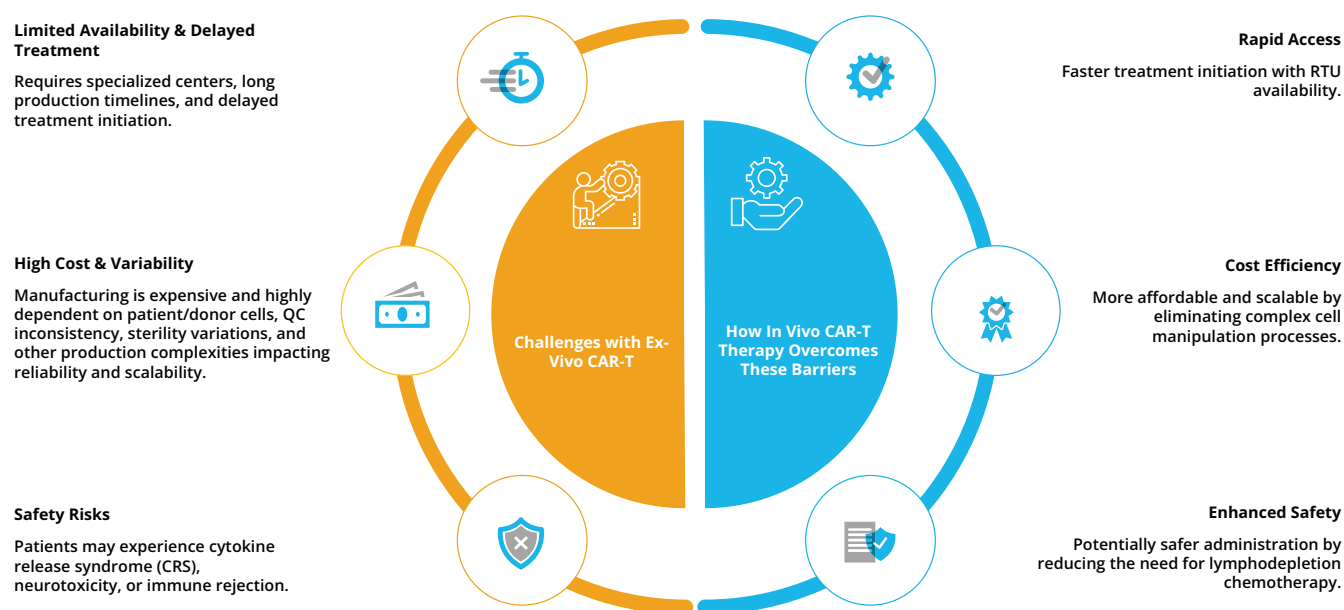 Limited Availability & Delayed
Treatment
Requires specialized centers, long
production timelines, and delayed
treatment initiation.
High Cost & Variability
Manufacturing is expensive and highly
dependent on patient/donor cells, QC
inconsistency, sterility variations, and
other production complexities impacting
reliability and scalability.
Safety Risks
Patients may experience cytokine
release syndrome (CRS),
neurotoxicity, or immune rejection.
Challenges with Ex-
Vivo CAR-T
How In Vivo CAR-T
Therapy Overcomes
These Barriers
Rapid Access
Faster treatment initiation with RTU
availability.
Cost Efficiency
More affordable and scalable by
eliminating complex cell
manipulation processes.
Enhanced Safety
Potentially safer administration by
reducing the need for lymphodepletion
chemotherapy.